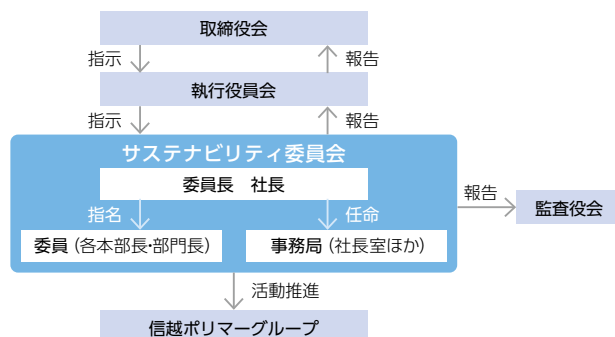 取締役会
指示
報告
執行役員会
指示
報告
サステナビリティ委員会
委員長　社長
指名
任命
報告
監査役会
委員（各本部長・部門長）
事務局（社長室ほか）
活動推進
信越ポリマーグループ